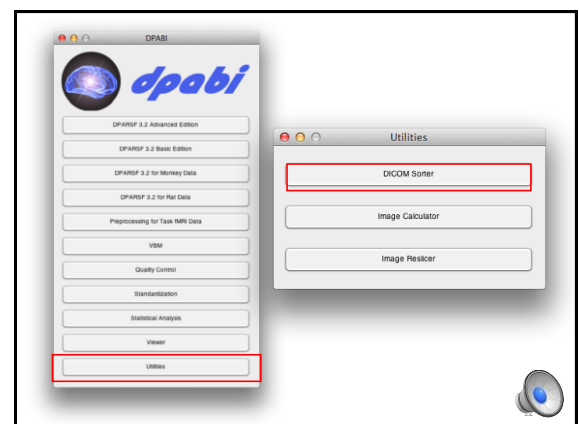 DPABI
dpabi
DPARSF 3.2 Advanced Edition
DPARSF 3.2 Basic Edition
DPARSF 3.2 for Monkey Data
DPARSF 3.2 for Rat Data
Preprocessing for Task fMRI Data
VBM
Quality Control
Standardization
Statistical Analysis
Viewer
Utilities
Utilities
DICOM Sorter
Image Calculator
Image Reslicer